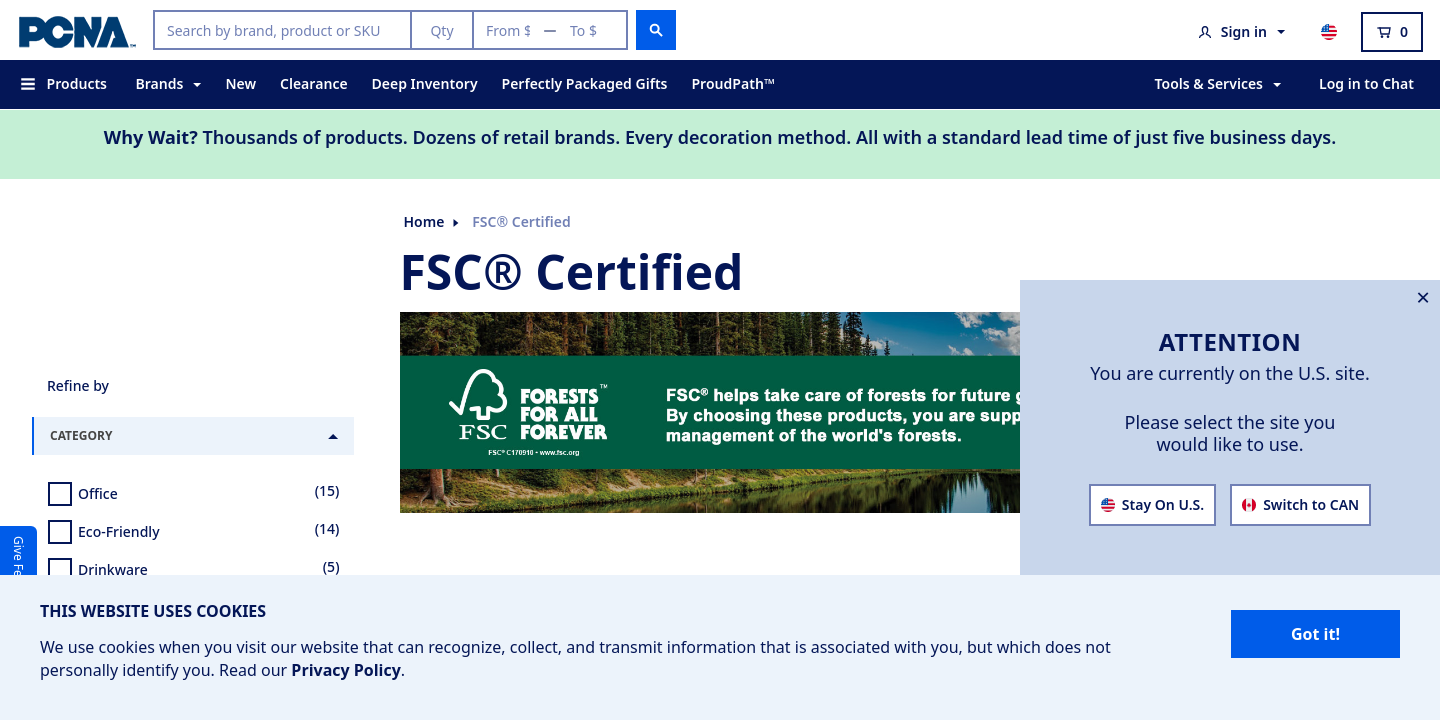 PCNA™
Search by brand, product or SKU
Qty
From $ — To $
Sign in
0
Products
Brands
New
Clearance
Deep Inventory
Perfectly Packaged Gifts
ProudPath™
Tools & Services
Log in to Chat
Why Wait? Thousands of products. Dozens of retail brands. Every decoration method. All with a standard lead time of just five business days.
Home
FSC® Certified
FSC® Certified
FORESTS™
FOR ALL
FOREVER
FSC
FSC® C170910 • www.fsc.org
FSC® helps take care of forests for future
By choosing these products, you are supp
management of the world's forests.
Refine by
CATEGORY
Office (15)
Eco-Friendly (14)
Drinkware (5)
Give Fe
ATTENTION
You are currently on the U.S. site.
Please select the site you
would like to use.
Stay On U.S.
Switch to CAN
THIS WEBSITE USES COOKIES
We use cookies when you visit our website that can recognize, collect, and transmit information that is associated with you, but which does not
personally identify you. Read our Privacy Policy.
Got it!